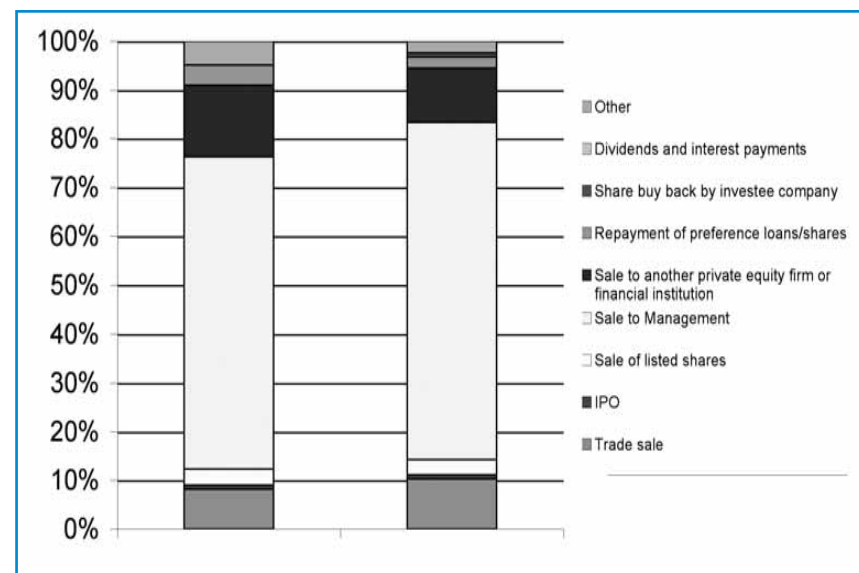 100%
90%
80%
70%
60%
50%
40%
30%
20%
10%
0%
Other
Dividends and interest payments
Share buy back by investee company
Repayment of preference loans/shares
Sale to another private equity firm or
financial institution
Sale to Management
Sale of listed shares
IPO
Trade sale